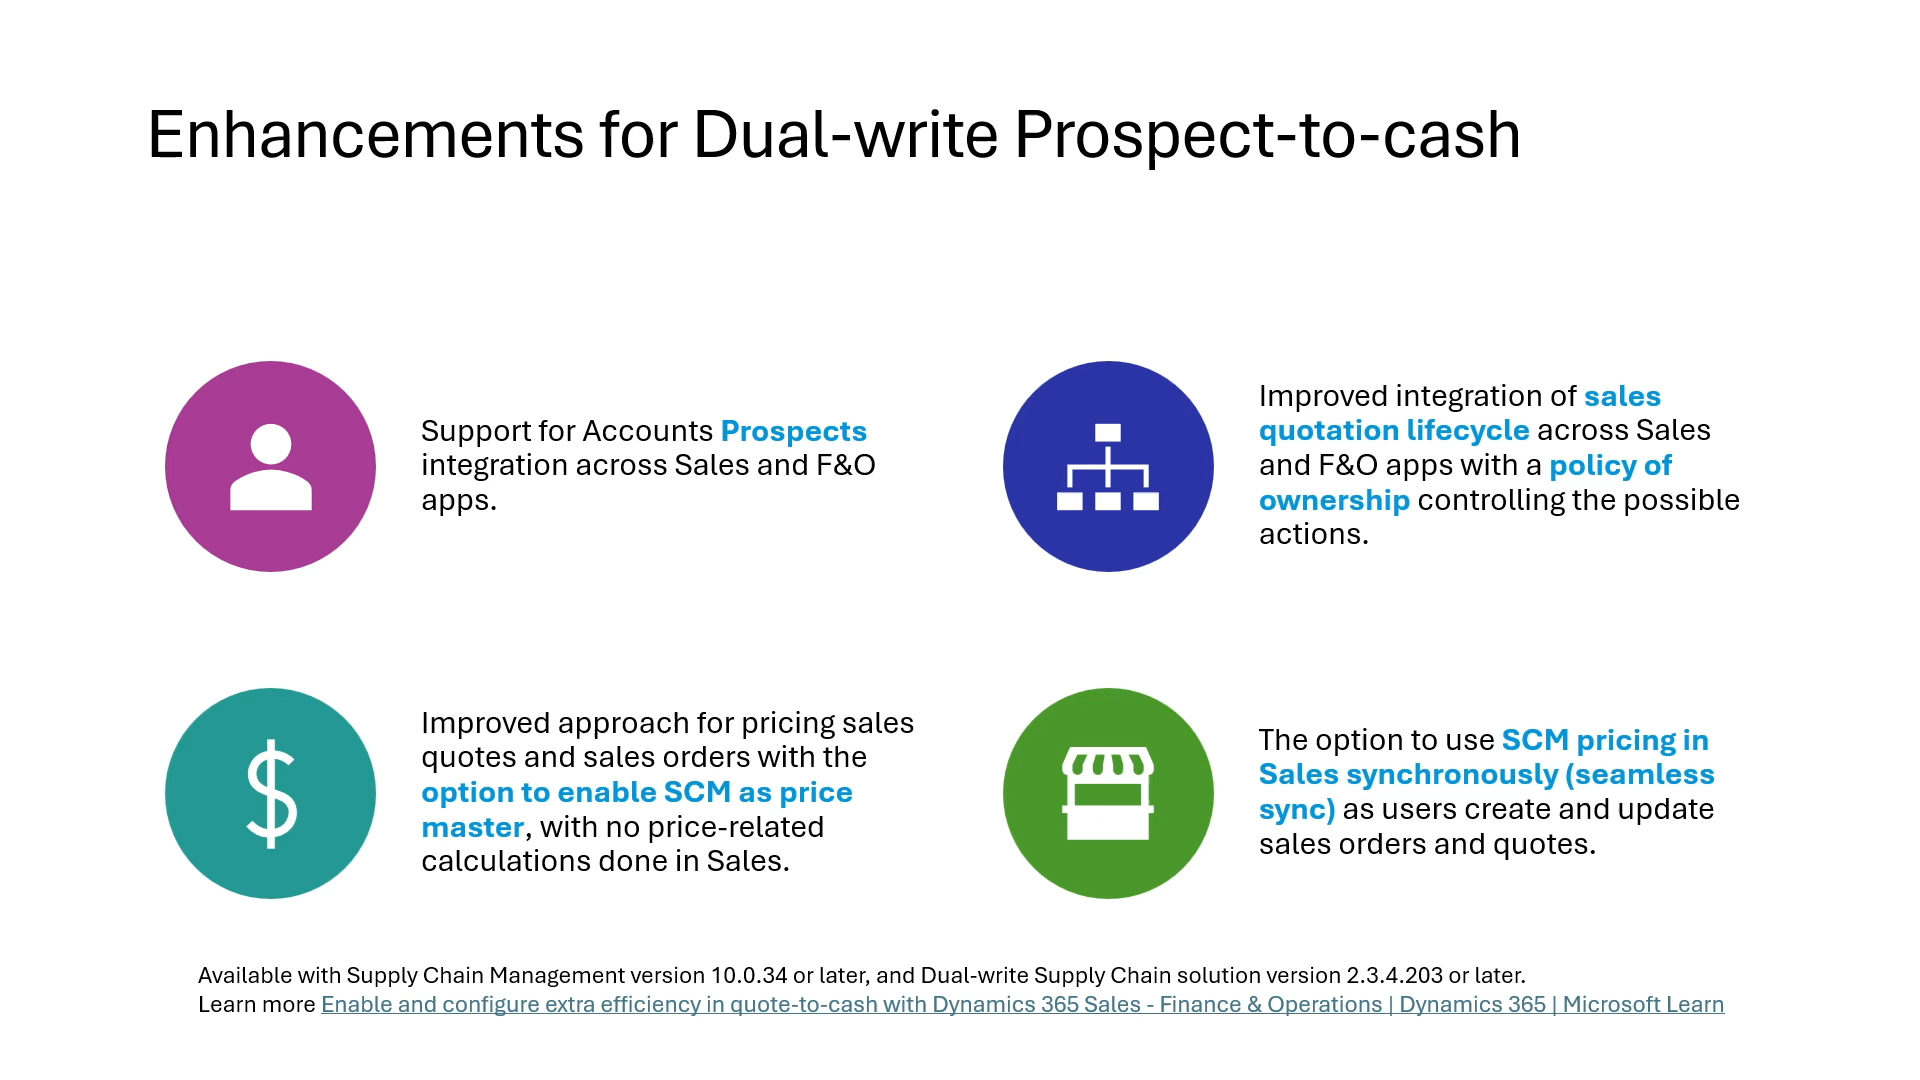 Enhancements for Dual-write Prospect-to-cash
Support for Accounts Prospects
integration across Sales and F&O
apps.
Improved integration of sales
quotation lifecycle across Sales
and F&O apps with a policy of
ownership controlling the possible
actions.
Improved approach for pricing sales
quotes and sales orders with the
option to enable SCM as price
master, with no price-related
calculations done in Sales.
The option to use SCM pricing in
Sales synchronously (seamless
sync) as users create and update
sales orders and quotes.
Available with Supply Chain Management version 10.0.34 or later, and Dual-write Supply Chain solution version 2.3.4.203 or later.
Learn more Enable and configure extra efficiency in quote-to-cash with Dynamics 365 Sales - Finance & Operations | Dynamics 365 | Microsoft Learn